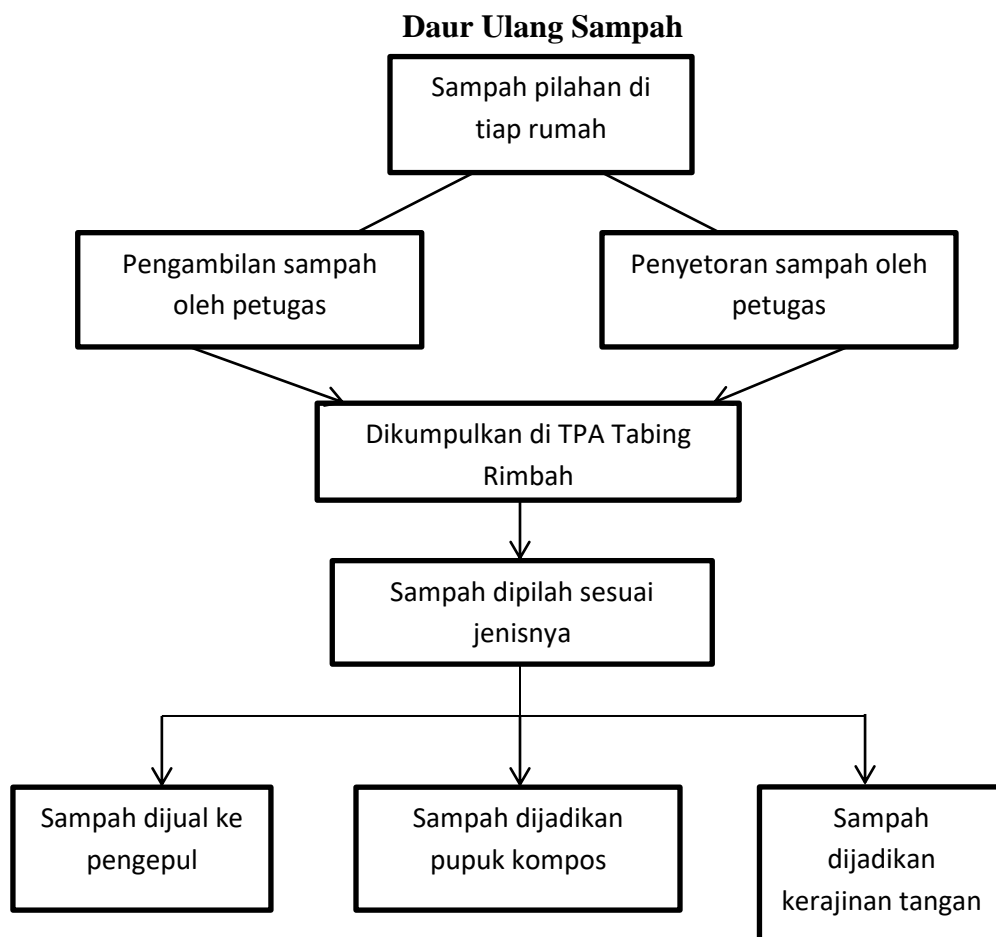 Daur Ulang Sampah
Sampah pilahan di
tiap rumah
Pengambilan sampah
oleh petugas
Penyetoran sampah oleh
petugas
Dikumpulkan di TPA Tabing
Rimbah
Sampah dipilah sesuai
jenisnya
Sampah dijual ke
pengepul
Sampah dijadikan
pupuk kompos
Sampah
dijadikan
kerajinan tangan